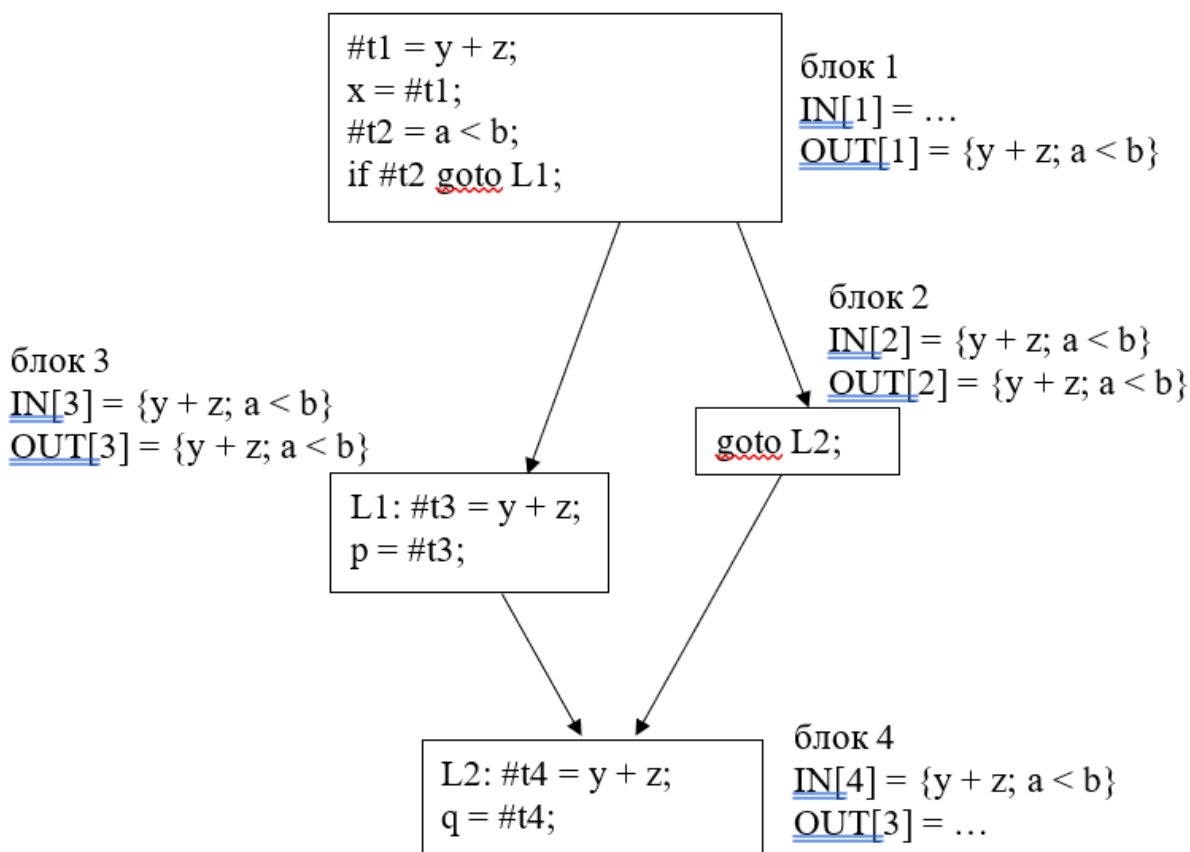 #t1 = y + z;
x = #t1;
#t2 = a < b;
if #t2 goto L1;
блок 1
IN[1] = …
OUT[1] = {y + z; a < b}
блок 2
IN[2] = {y + z; a < b}
OUT[2] = {y + z; a < b}
goto L2;
блок 3
IN[3] = {y + z; a < b}
OUT[3] = {y + z; a < b}
L1: #t3 = y + z;
p = #t3;
L2: #t4 = y + z;
q = #t4;
блок 4
IN[4] = {y + z; a < b}
OUT[3] = …